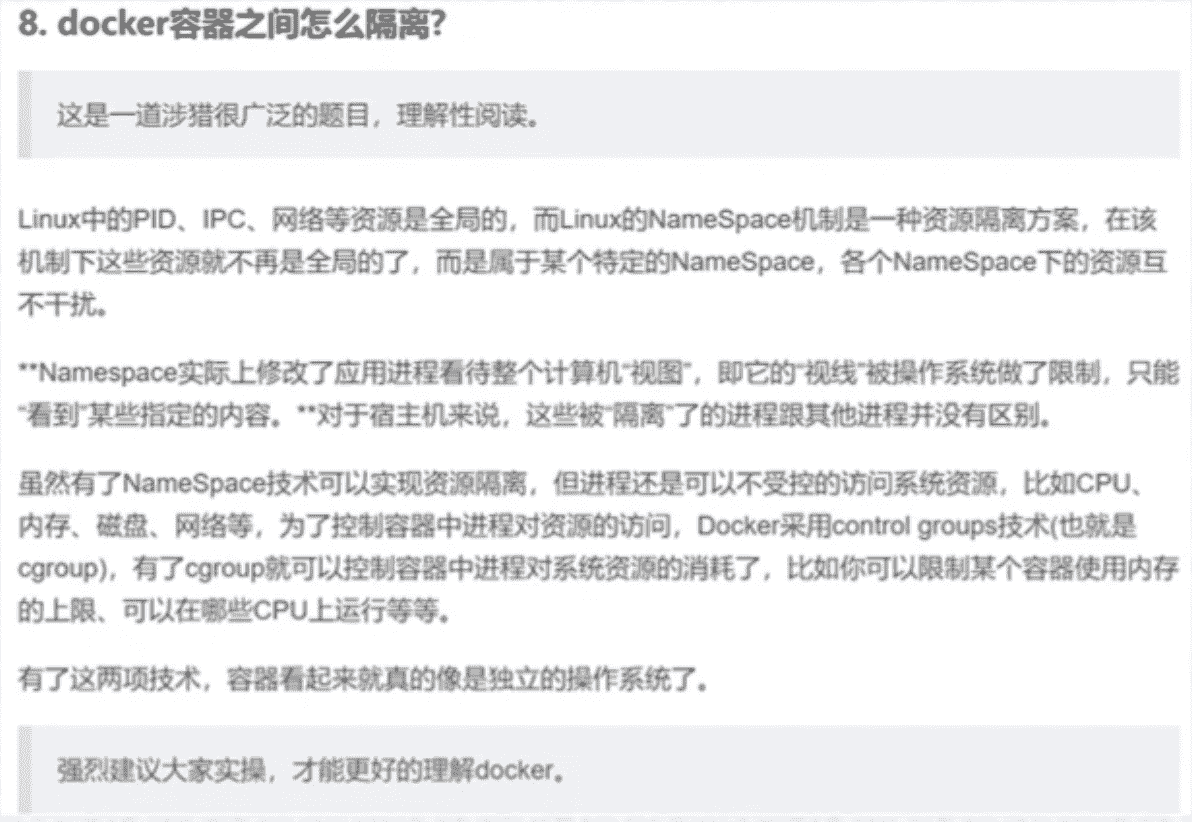 8. docker容器之间怎么隔离?
这是一道涉猎很广泛的题目，理解性阅读。
Linux中的PID、IPC、网络等资源是全局的，而Linux的NameSpace机制是一种资源隔离方案，在该
机制下这些资源就不再是全局的了，而是属于某个特定的NameSpace，各个NameSpace下的资源互
不干扰。
**Namespace实际上修改了应用进程看待整个计算机“视图”，即它的“视线”被操作系统做了限制，只能
“看到”某些指定的内容。**对于宿主机来说，这些被“隔离”了的进程跟其他进程并没有区别。
虽然有了NameSpace技术可以实现资源隔离，但进程还是可以不受控的访问系统资源，比如CPU、
内存、磁盘、网络等，为了控制容器中进程对资源的访问，Docker采用control groups技术(也就是
cgroup)，有了cgroup就可以控制容器中进程对系统资源的消耗了，比如你可以限制某个容器使用内存
的上限、可以在哪些CPU上运行等等。
有了这两项技术，容器看起来就真的像是独立的操作系统了。
强烈建议大家实操，才能更好的理解docker。